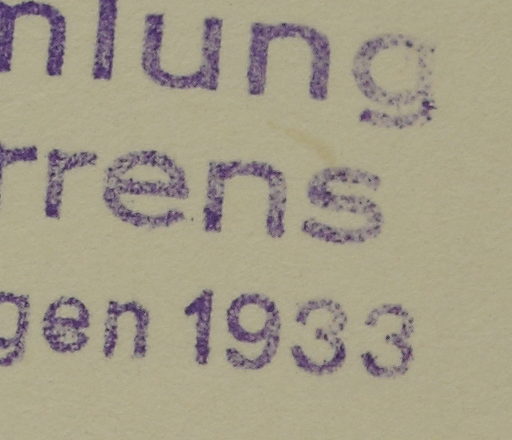 mlung
rrens
gen 1933